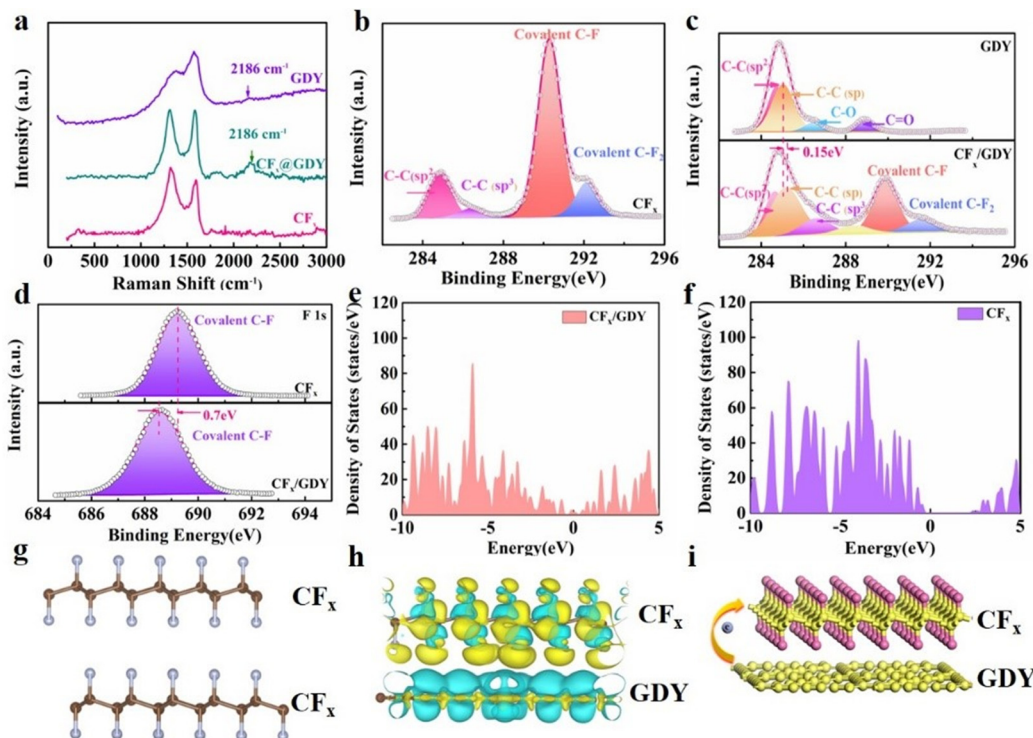 a
Intensity (a.u.)
2186 cm⁻¹
GDY
2186 cm⁻¹
CFₓ@GDY
CFₓ
0 500 1000 1500 2000 2500 3000
Raman Shift (cm⁻¹)
b
Intensity (a.u.)
Covalent C-F
Covalent C-F₂
C-C(sp²)
C-C (sp³)
CFₓ
284 288 292 296
Binding Energy(eV)
c
Intensity (a.u.)
GDY
C-C(sp²)
C-C (sp)
C-O
C=O
CFₓ/GDY
0.15eV
Covalent C-F
C-C(sp²)
C-C (sp)
C-C (sp³)
Covalent C-F₂
284 288 292 296
Binding Energy(eV)
d
Intensity (a.u.)
F 1s
Covalent C-F
CFₓ
0.7eV
Covalent C-F
CFₓ/GDY
684 686 688 690 692 694
Binding Energy(eV)
e
Density of States (states/eV)
120
100
80
60
40
20
0
CFₓ/GDY
-10 -5 0 5
Energy(eV)
f
Density of States (states/eV)
120
100
80
60
40
20
0
CFₓ
-10 -5 0 5
Energy(eV)
g
CFₓ
CFₓ
h
CFₓ
GDY
i
CFₓ
e
GDY